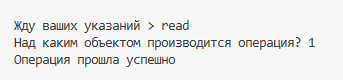 Жду ваших указаний > read
Над каким объектом производится операция? 1
Операция прошла успешно